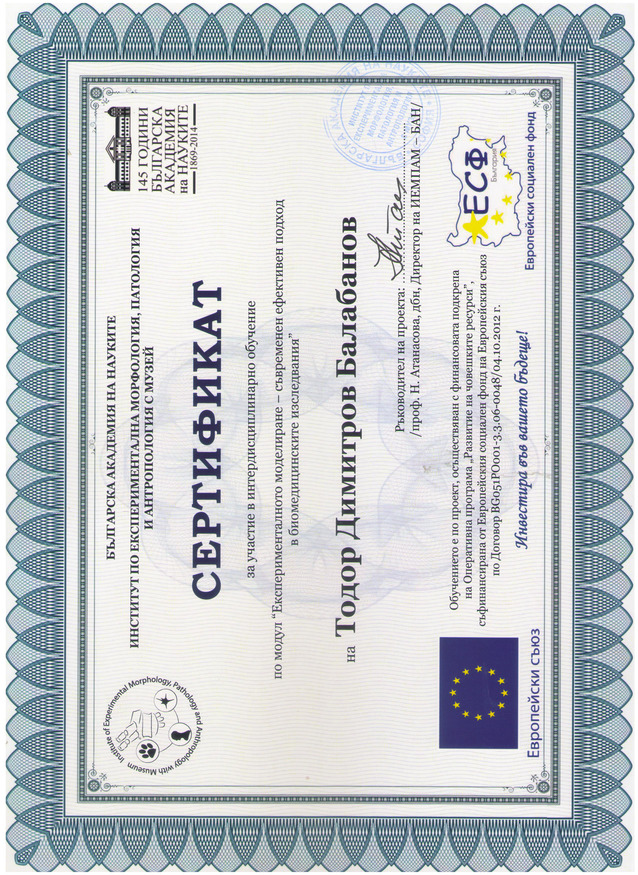 Institute of Experimental Morphology, Pathology and Anthropology with Museum
145 ГОДИНИ
БЪЛГАРСКА
АКАДЕМИЯ
на НАУКИТЕ
1869-2014
БЪЛГАРСКА АКАДЕМИЯ НА НАУКИТЕ
ИНСТИТУТ ПО ЕКСПЕРИМЕНТАЛНА МОРФОЛОГИЯ, ПАТОЛОГИЯ
И АНТРОПОЛОГИЯ С МУЗЕЙ
СЕРТИФИКАТ
за участие в интердисциплинарно обучение
по модул “Експерименталното моделиране – съвременен ефективен подход
в биомедицинските изследвания”
на Тодор Димитров Балабанов
Ръководител на проекта:
/проф. Н. Атанасова, дбн, Директор на ИЕМПАМ – БАН/
БЪЛГАРСКА АКАДЕМИЯ НА НАУКИТЕ
Обучението е по проект, осъществяван с финансовата подкрепа
на Оперативна програма „Развитие на човешките ресурси”,
съфинансирана от Европейския социален фонд на Европейския съюз
по Договор BG051PO001-3.3.06-0048/04.10.2012 г.
Инвестира във вашето бъдеще!
Европейски съюз
ЕСФ
България
Европейски социален фонд